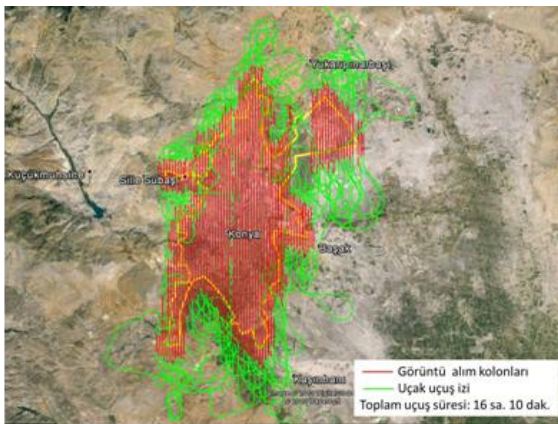 Yukarıpınarbaşı
Küçükmuhsine
Sille Subaşı
Konya
Başak
Kaşınhanı
Görüntü alım kolonları
Uçak uçuş izi
Toplam uçuş süresi: 16 sa. 10 dak.